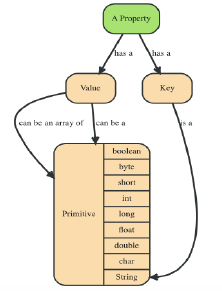 A Property
has a
has a
Value
Key
can be an array of
can be a
is a
Primitive
boolean
byte
short
int
long
float
double
char
String